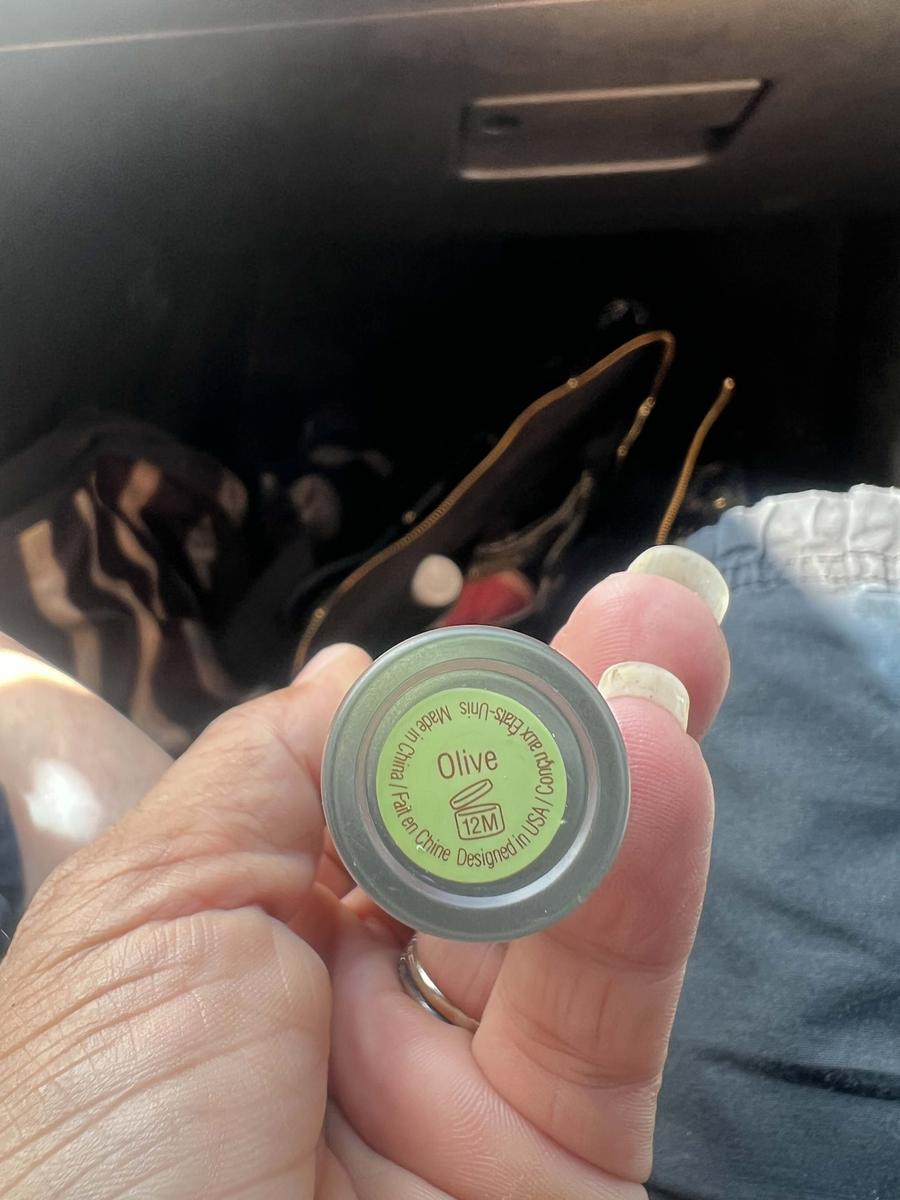 Olive
12M
Made in China / Fait en Chine
Designed in USA / Conçu aux États-Unis